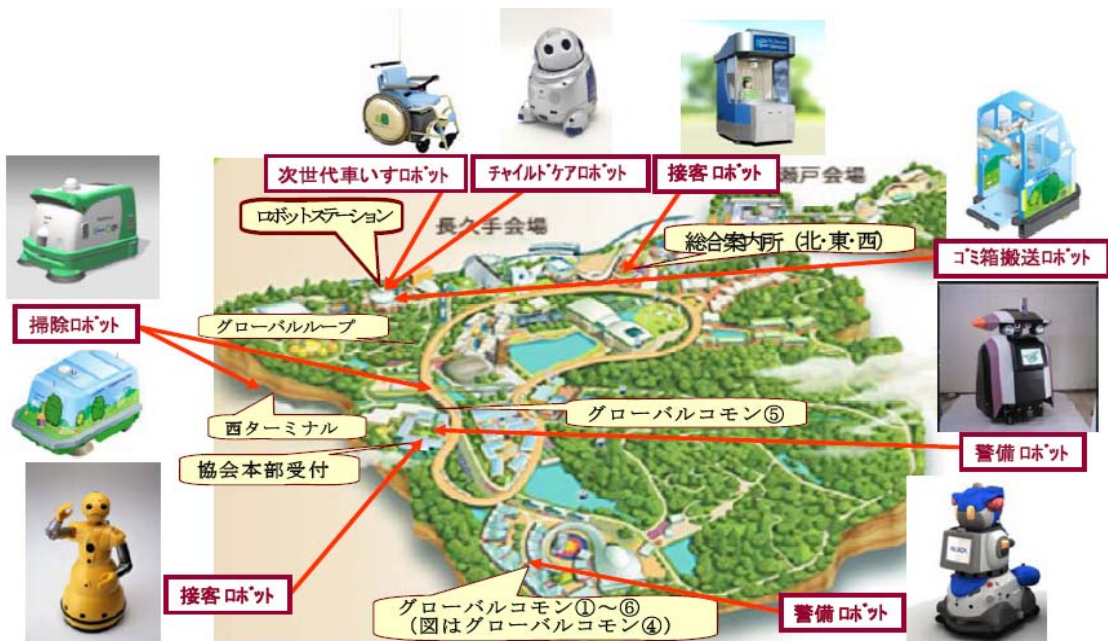 次世代車いすロボット
チャイルドケアロボット
接客ロボット
瀬戸会場
ロボットステーション
長久手会場
総合案内所(北・東・西)
ゴミ箱搬送ロボット
掃除ロボット
グローバルループ
グローバルコモン⑤
西ターミナル
協会本部受付
警備ロボット
接客ロボット
グローバルコモン①~⑥
(図はグローバルコモン④)
警備ロボット
ALSOK